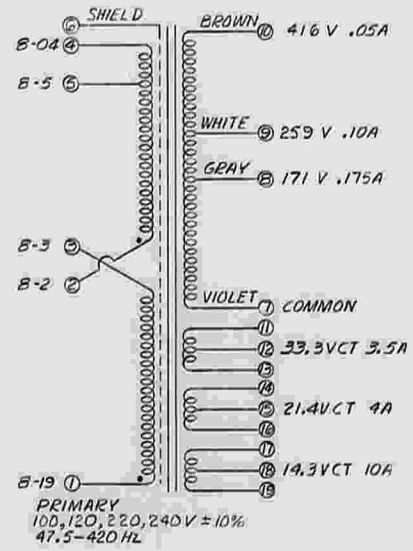 ⑥ SHIELD
BROWN ⑩ 416 V .05A
8-04 ④
8-5 ⑤
WHITE ⑨ 259 V .10A
GRAY ⑧ 171 V .175A
8-3 ③
8-2 ②
VIOLET ⑦ COMMON
⑪
⑫ 33.3VCT 3.5A
⑬
⑭
⑮ 21.4VCT 4A
⑯
⑰
8-19 ① ⑱ 14.3VCT 10A
⑲
PRIMARY
100,120,220,240V ±10%
47.5-420 HZ